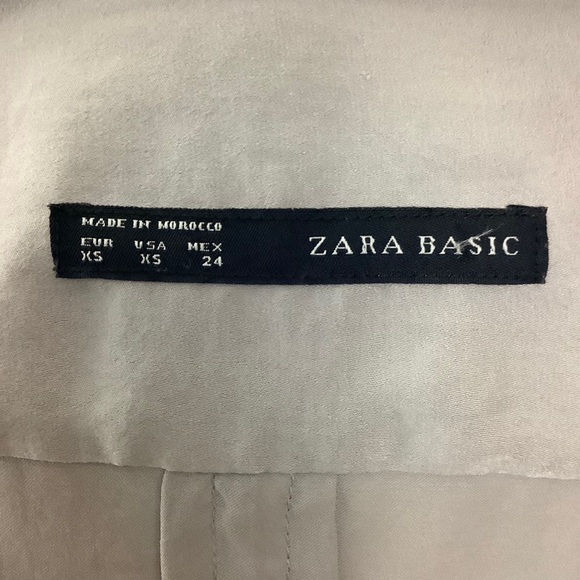 MADE IN MOROCCO
EUR USA MEX
XS XS 24
ZARA BASIC